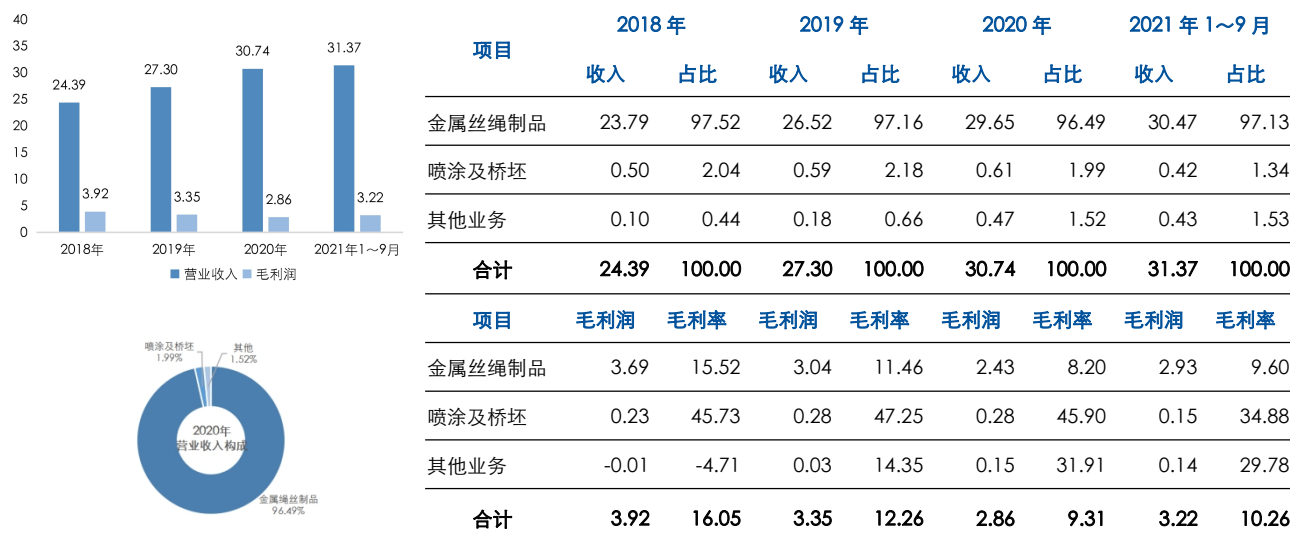 40
35
30
25
20
15
10
5
0
24.39
27.30
30.74
31.37
3.92
3.35
2.86
3.22
2018年
2019年
2020年
2021年1～9月
营业收入 毛利润
喷涂及桥坯
1.99%
其他
1.52%
2020年
营业收入构成
金属绳丝制品
96.49%
项目 2018 年 2019 年 2020 年 2021 年 1～9 月
收入 占比 收入 占比 收入 占比 收入 占比
金属丝绳制品 23.79 97.52 26.52 97.16 29.65 96.49 30.47 97.13
喷涂及桥坯 0.50 2.04 0.59 2.18 0.61 1.99 0.42 1.34
其他业务 0.10 0.44 0.18 0.66 0.47 1.52 0.43 1.53
合计 24.39 100.00 27.30 100.00 30.74 100.00 31.37 100.00
项目 毛利润 毛利率 毛利润 毛利率 毛利润 毛利率 毛利润 毛利率
金属丝绳制品 3.69 15.52 3.04 11.46 2.43 8.20 2.93 9.60
喷涂及桥坯 0.23 45.73 0.28 47.25 0.28 45.90 0.15 34.88
其他业务 -0.01 -4.71 0.03 14.35 0.15 31.91 0.14 29.78
合计 3.92 16.05 3.35 12.26 2.86 9.31 3.22 10.26